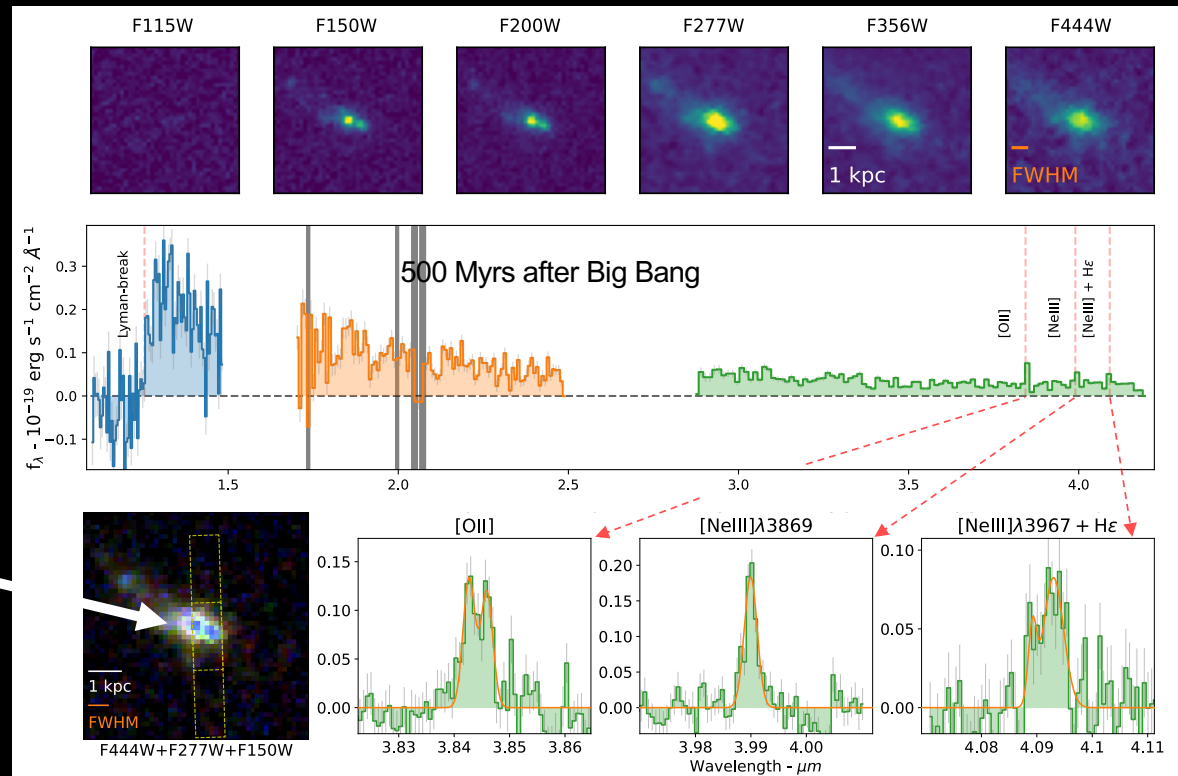 F115W F150W F200W F277W F356W F444W
1 kpc
FWHM
f_λ - 10⁻¹⁹ erg s⁻¹ cm⁻² Å⁻¹
0.3
0.2
0.1
0.0
−0.1
Lyman-break
500 Myrs after Big Bang
[OII]
[NeIII]
[NeIII] + Hε
1.5 2.0 2.5 3.0 3.5 4.0
1 kpc
FWHM
F444W+F277W+F150W
[OII]
0.15
0.10
0.05
0.00
3.83 3.84 3.85 3.86
[NeIII]λ3869
0.20
0.15
0.10
0.05
0.00
3.98 3.99 4.00
Wavelength - μm
[NeIII]λ3967 + Hε
0.10
0.05
0.00
4.08 4.09 4.1 4.11